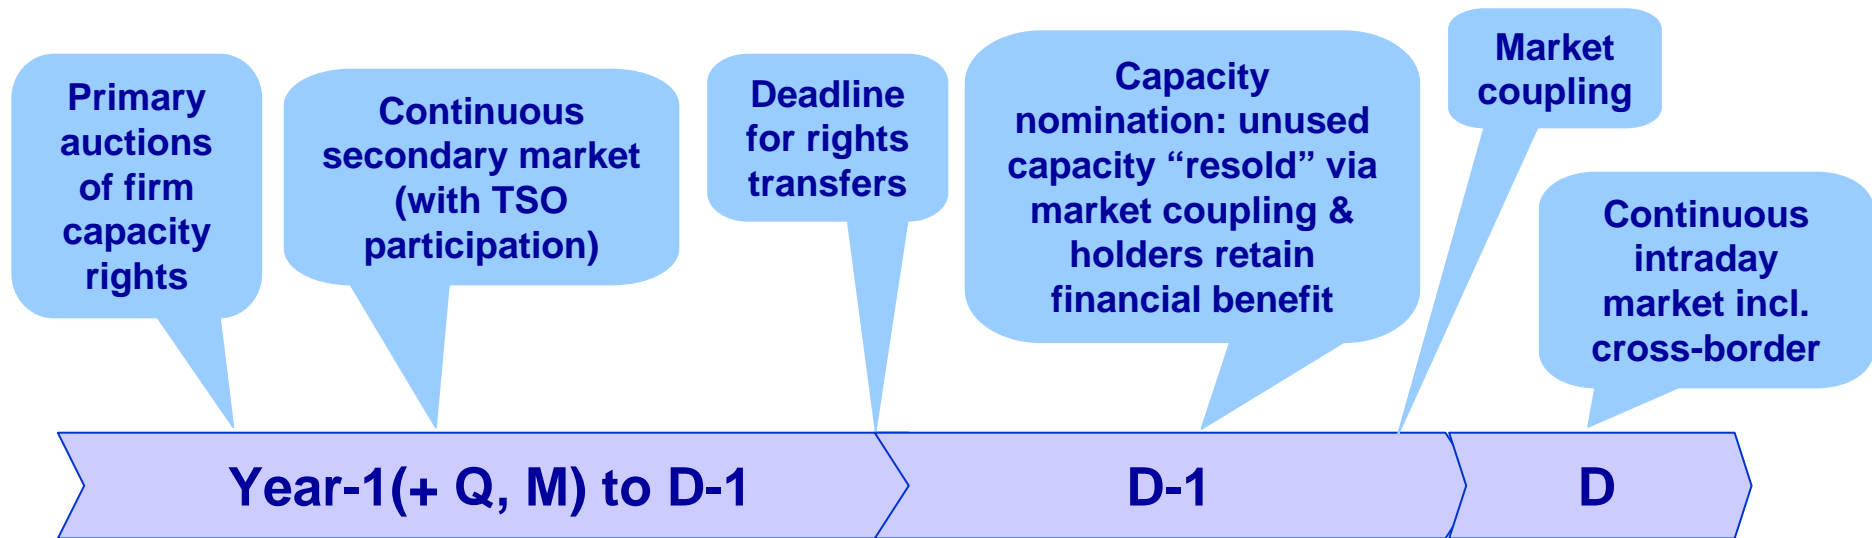 Primary
auctions
of firm
capacity
rights
Continuous
secondary market
(with TSO
participation)
Deadline
for rights
transfers
Capacity
nomination: unused
capacity “resold” via
market coupling &
holders retain
financial benefit
Market
coupling
Continuous
intraday
market incl.
cross-border
Year-1(+ Q, M) to D-1
D-1
D